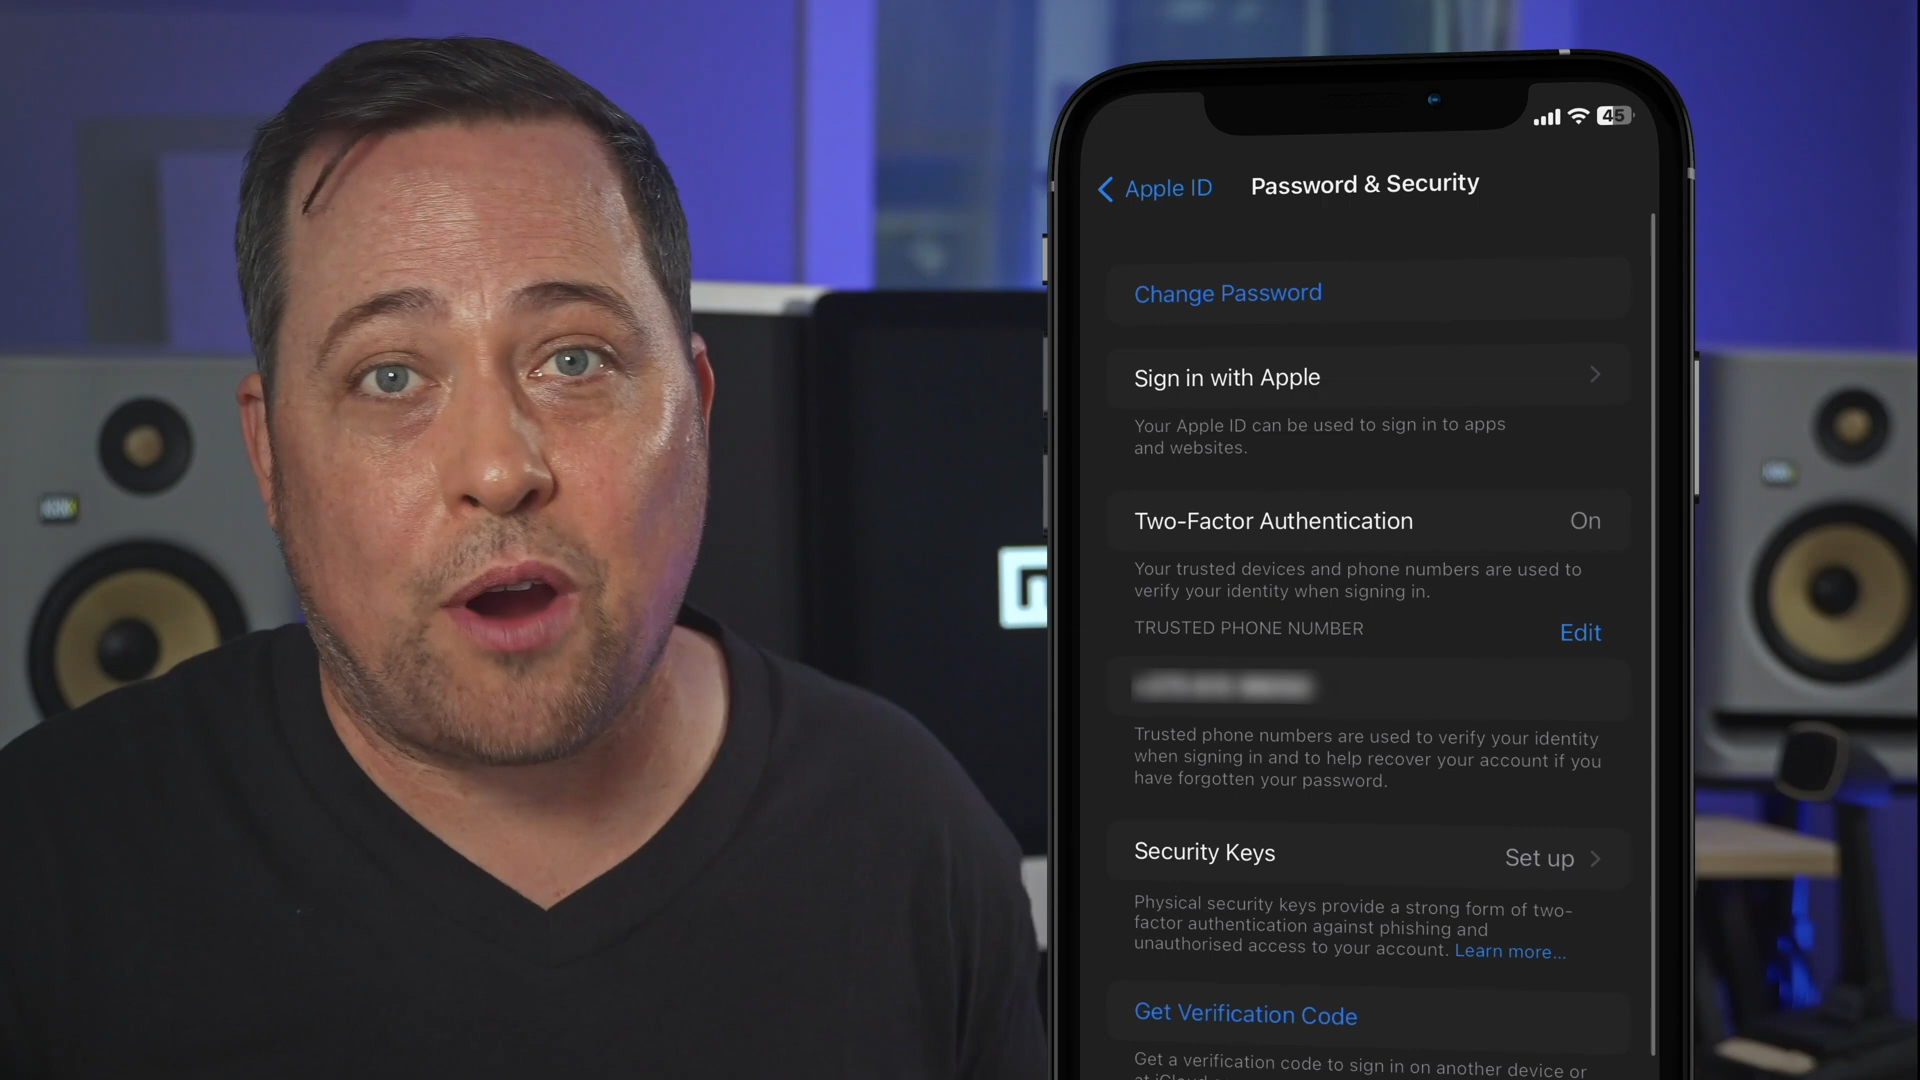 45
Apple ID
Password & Security
Change Password
Sign in with Apple
Your Apple ID can be used to sign in to apps
and websites.
Two-Factor Authentication
On
Your trusted devices and phone numbers are used to
verify your identity when signing in.
TRUSTED PHONE NUMBER
Edit
Trusted phone numbers are used to verify your identity
when signing in and to help recover your account if you
have forgotten your password.
Security Keys
Set up
Physical security keys provide a strong form of two-
factor authentication against phishing and
unauthorised access to your account. Learn more...
Get Verification Code
Get a verification code to sign in on another device or